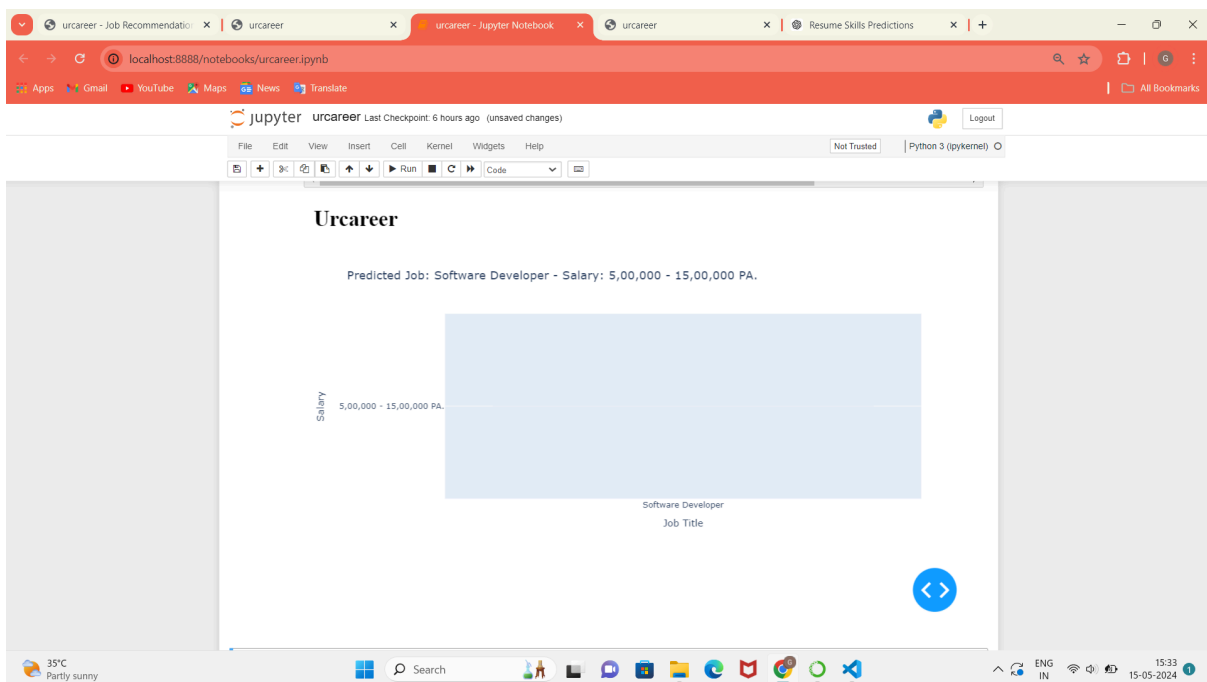 urcareer - Job Recommendation
urcareer
urcareer - Jupyter Notebook
urcareer
Resume Skills Predictions
localhost:8888/notebooks/urcareer.ipynb
G
Apps
Gmail
YouTube
Maps
News
Translate
All Bookmarks
jupyter urcareer Last Checkpoint: 6 hours ago (unsaved changes)
Logout
File Edit View Insert Cell Kernel Widgets Help
Not Trusted
Python 3 (ipykernel)
Run
Code
Urcareer
Predicted Job: Software Developer - Salary: 5,00,000 - 15,00,000 PA.
Salary
5,00,000 - 15,00,000 PA.
Software Developer
Job Title
35°C
Partly sunny
Search
ENG
IN
15:33
15-05-2024
1